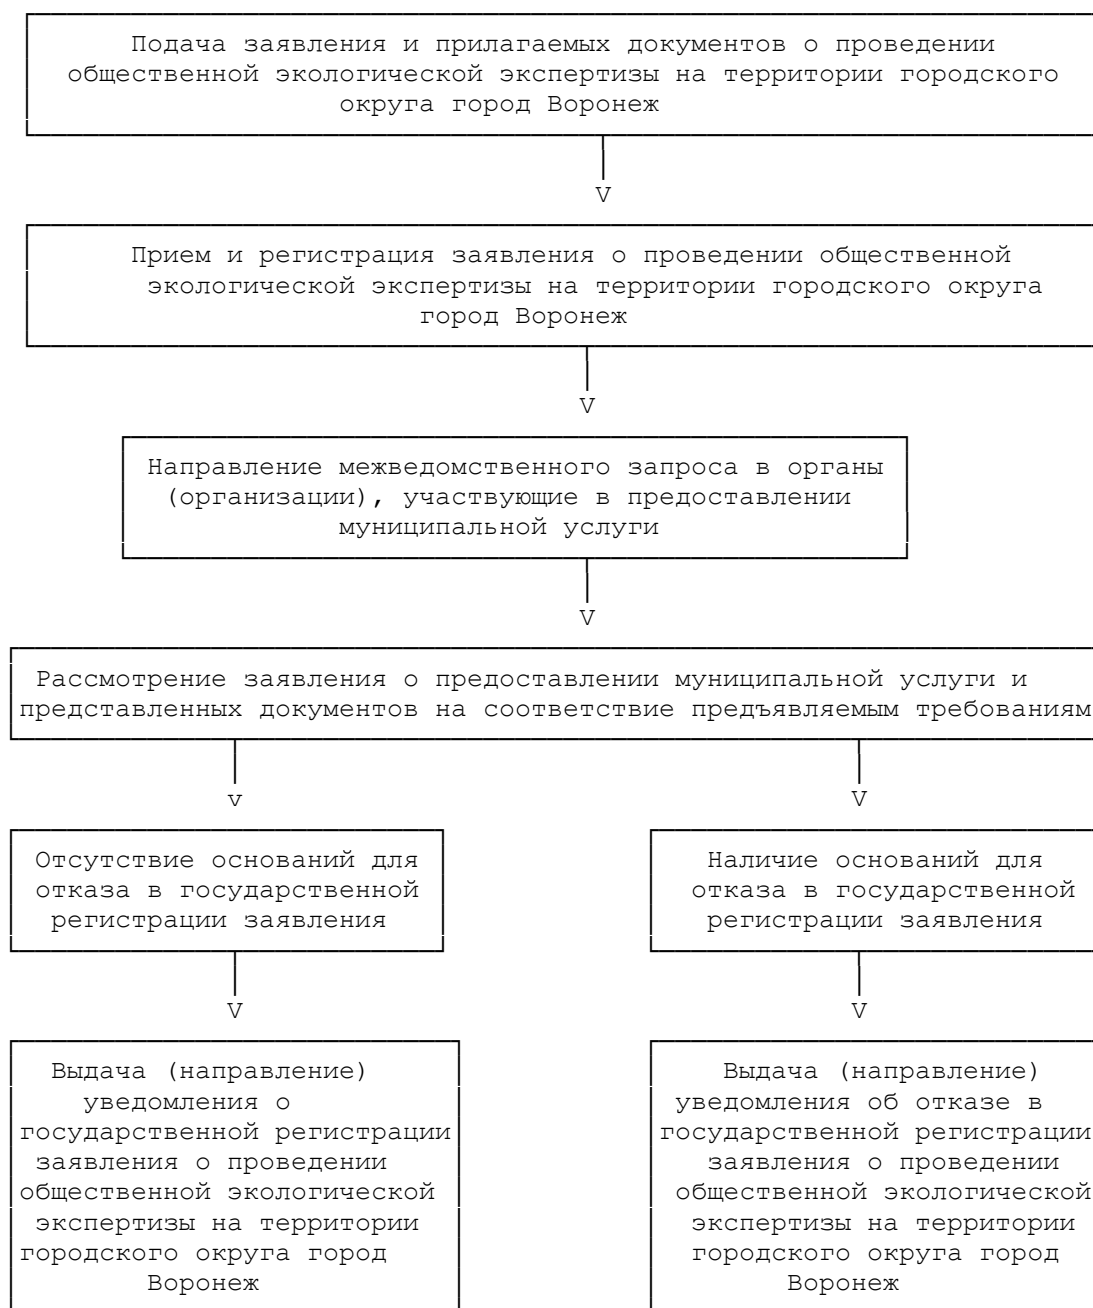 Подача заявления и прилагаемых документов о проведении
общественной экологической экспертизы на территории городского
округа город Воронеж
V
Прием и регистрация заявления о проведении общественной
экологической экспертизы на территории городского округа
город Воронеж
V
Направление межведомственного запроса в органы
(организации), участвующие в предоставлении
муниципальной услуги
V
Рассмотрение заявления о предоставлении муниципальной услуги и
представленных документов на соответствие предъявляемым требованиям
v
V
Отсутствие оснований для
отказа в государственной
регистрации заявления
Наличие оснований для
отказа в государственной
регистрации заявления
V
V
Выдача (направление)
уведомления о
государственной регистрации
заявления о проведении
общественной экологической
экспертизы на территории
городского округа город
Воронеж
Выдача (направление)
уведомления об отказе в
государственной регистрации
заявления о проведении
общественной экологической
экспертизы на территории
городского округа город
Воронеж